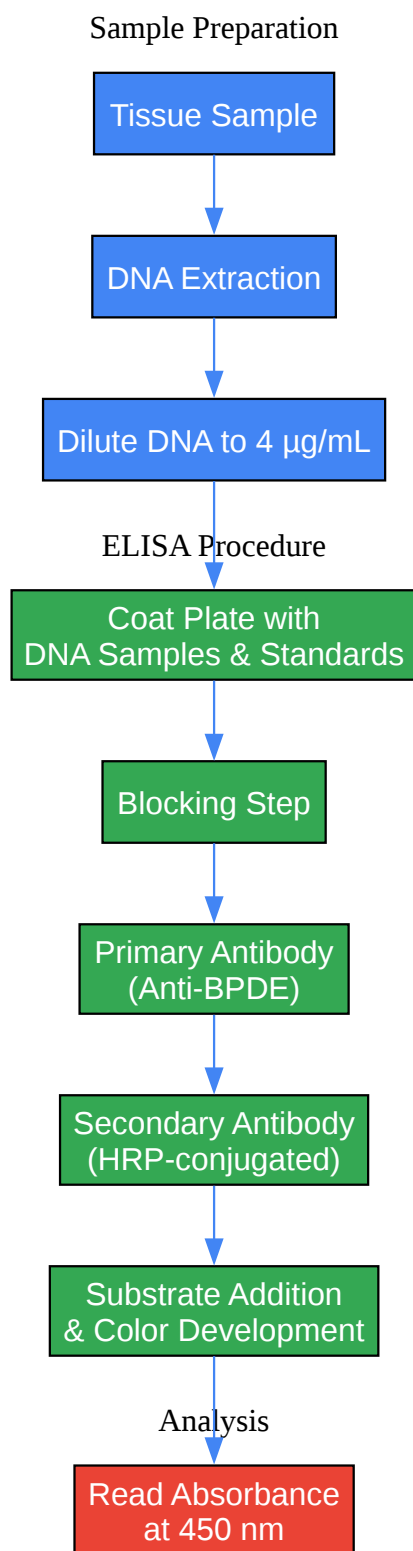 Sample Preparation
Tissue Sample
DNA Extraction
Dilute DNA to 4 µg/mL
ELISA Procedure
Coat Plate with
DNA Samples & Standards
Blocking Step
Primary Antibody
(Anti-BPDE)
Secondary Antibody
(HRP-conjugated)
Substrate Addition
& Color Development
Analysis
Read Absorbance
at 450 nm